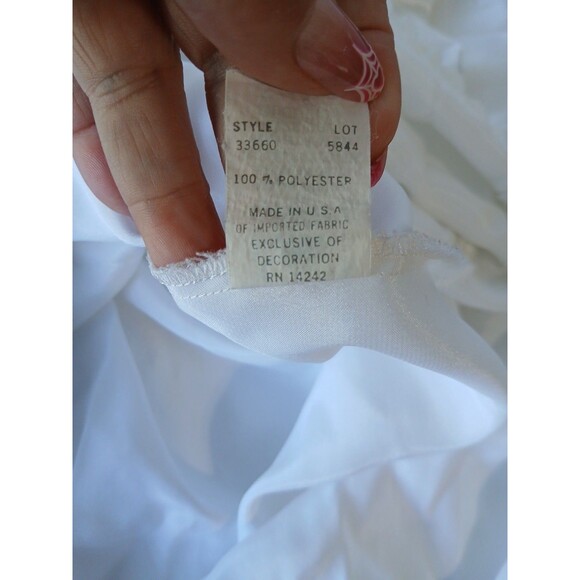 STYLE LOT
33660 5844
100 % POLYESTER
MADE IN U.S.A
OF IMPORTED FABRIC
EXCLUSIVE OF
DECORATION
RN 14242